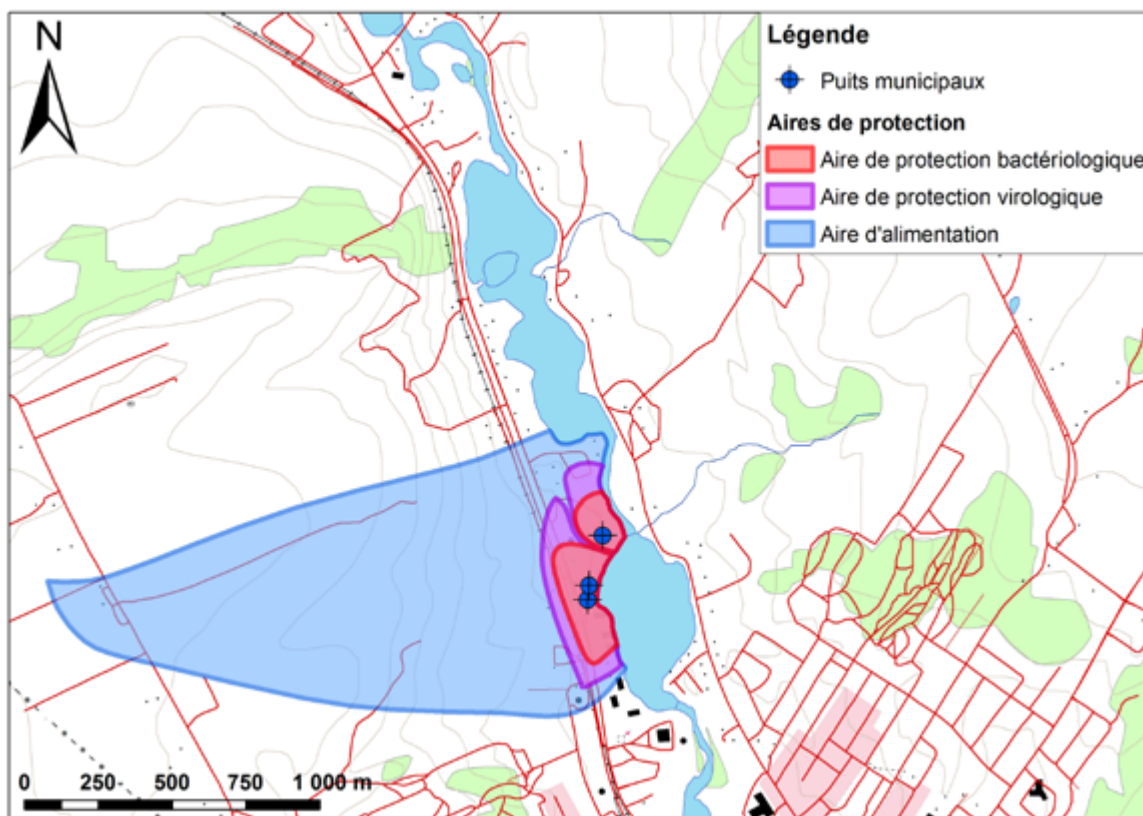 N
Légende
Puits municipaux
Aires de protection
Aire de protection bactériologique
Aire de protection virologique
Aire d'alimentation
0 250 500 750 1 000 m